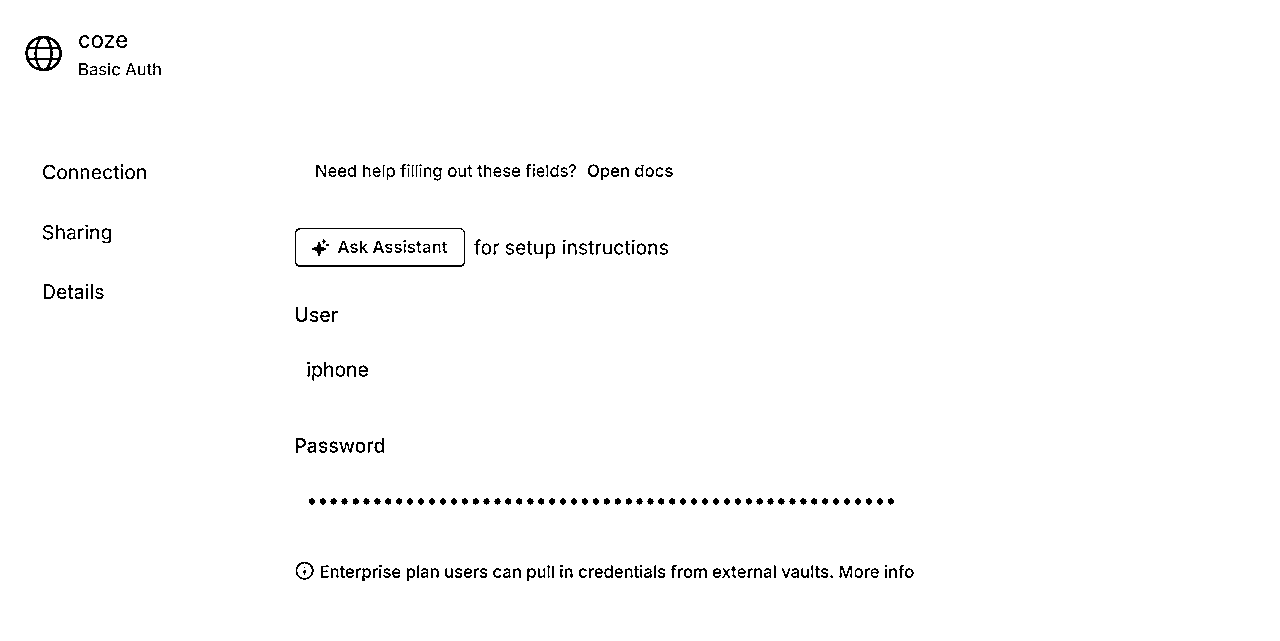 coze
Basic Auth
Connection
Sharing
Details
Need help filling out these fields? Open docs
Ask Assistant for setup instructions
User
iphone
Password
••••••••••••••••••••••••••••••••••••••••••••••••••••••
Enterprise plan users can pull in credentials from external vaults. More info